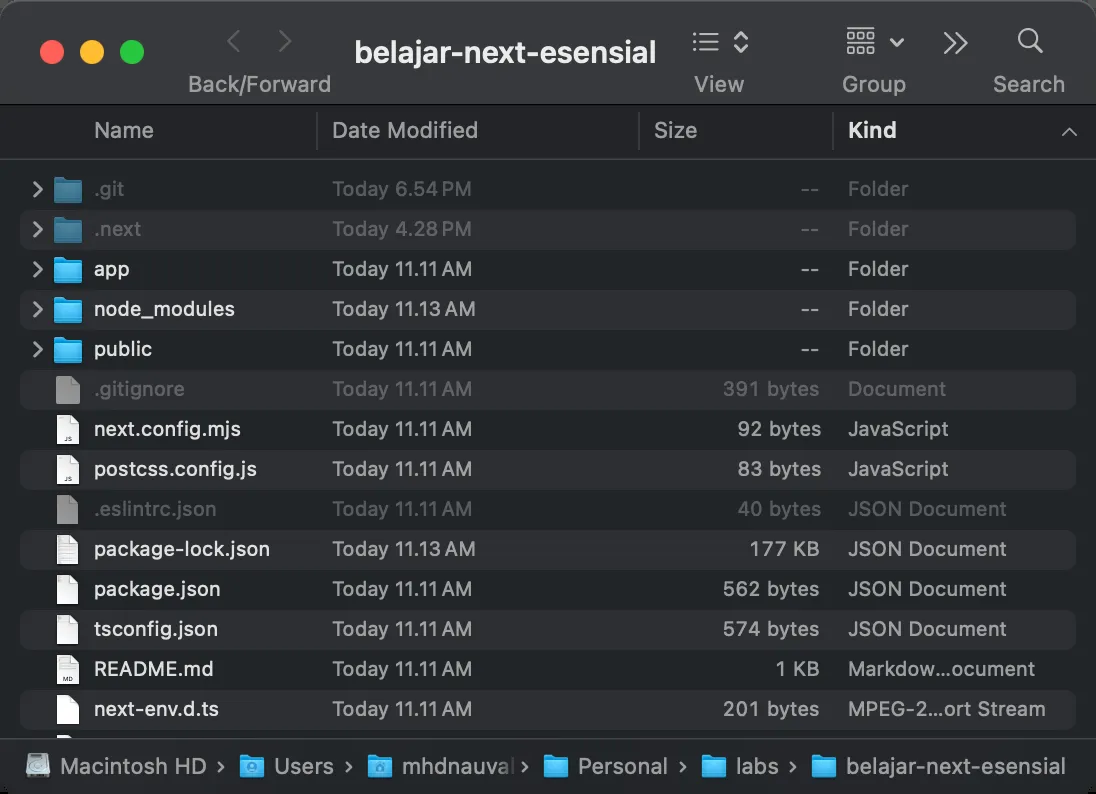 belajar-next-esensial
Back/Forward View Group Search
Name Date Modified Size Kind
.git Today 6.54 PM -- Folder
.next Today 4.28 PM -- Folder
app Today 11.11 AM -- Folder
node_modules Today 11.13 AM -- Folder
public Today 11.11 AM -- Folder
.gitignore Today 11.11 AM 391 bytes Document
JS next.config.mjs Today 11.11 AM 92 bytes JavaScript
JS postcss.config.js Today 11.11 AM 83 bytes JavaScript
.eslintrc.json Today 11.11 AM 40 bytes JSON Document
package-lock.json Today 11.13 AM 177 KB JSON Document
package.json Today 11.11 AM 562 bytes JSON Document
tsconfig.json Today 11.11 AM 574 bytes JSON Document
MD README.md Today 11.11 AM 1 KB Markdow...ocument
next-env.d.ts Today 11.11 AM 201 bytes MPEG-2...ort Stream
Macintosh HD › Users › mhdnauval › Personal › labs › belajar-next-esensial